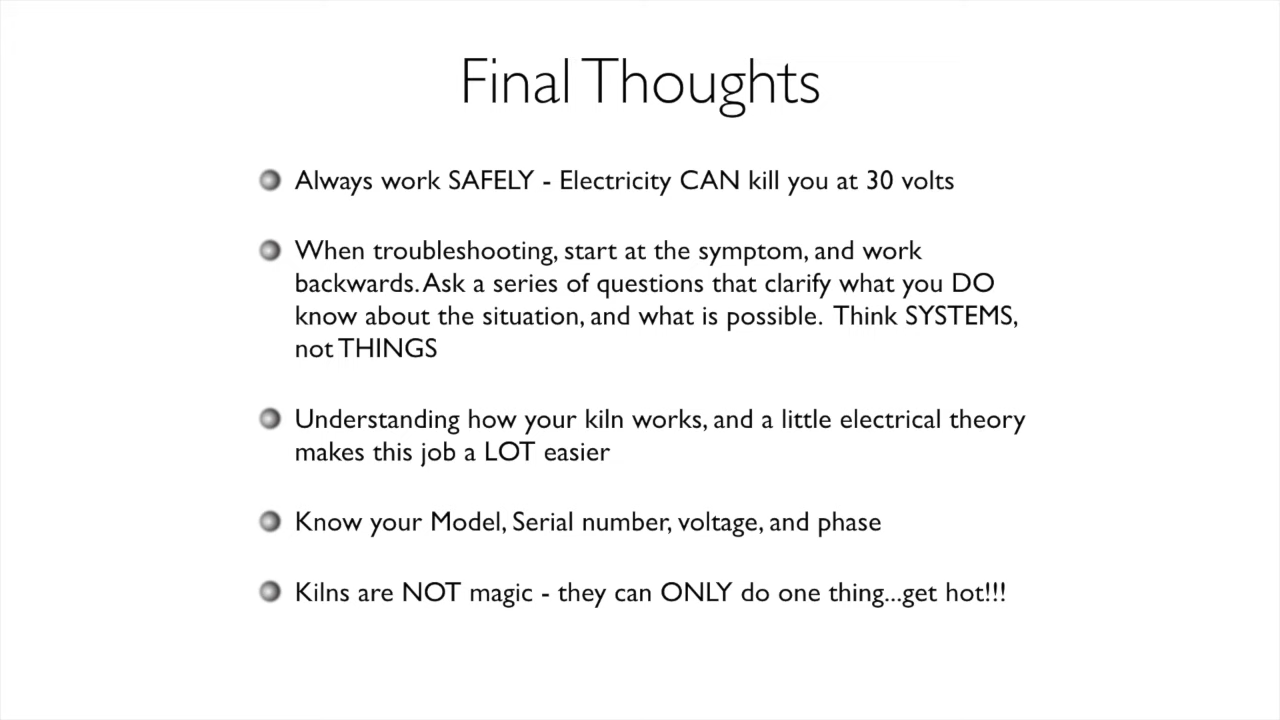 Final Thoughts
Always work SAFELY - Electricity CAN kill you at 30 volts
When troubleshooting, start at the symptom, and work
backwards. Ask a series of questions that clarify what you DO
know about the situation, and what is possible.  Think SYSTEMS,
not THINGS
Understanding how your kiln works, and a little electrical theory
makes this job a LOT easier
Know your Model, Serial number, voltage, and phase
Kilns are NOT magic - they can ONLY do one thing...get hot!!!